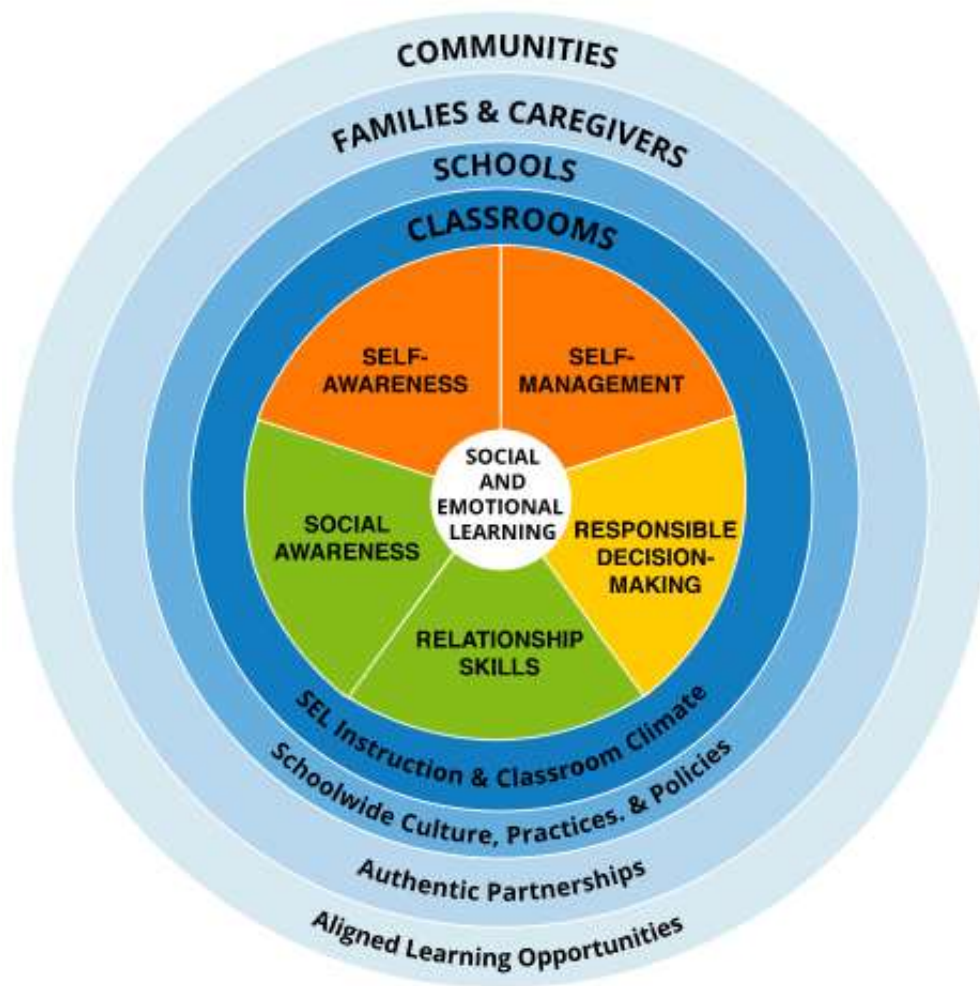 COMMUNITIES
FAMILIES & CAREGIVERS
SCHOOLS
CLASSROOMS
SELF-
AWARENESS
SELF-
MANAGEMENT
SOCIAL
AND
EMOTIONAL
LEARNING
SOCIAL
AWARENESS
RESPONSIBLE
DECISION-
MAKING
RELATIONSHIP
SKILLS
SEL Instruction & Classroom Climate
Schoolwide Culture, Practices. & Policies
Authentic Partnerships
Aligned Learning Opportunities